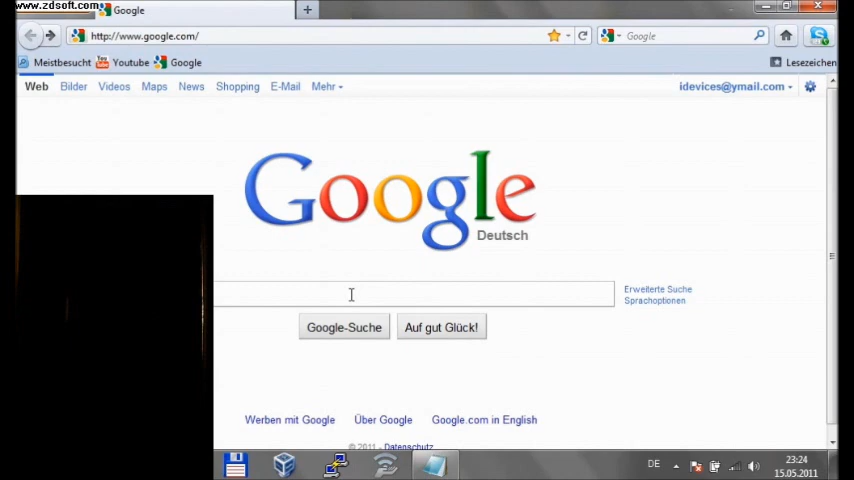 www.zdsoft.com
Google
http://www.google.com/
Google
Meistbesucht Youtube Google Lesezeichen
Web Bilder Videos Maps News Shopping E-Mail Mehr
idevices@ymail.com
Google
Deutsch
Erweiterte Suche
Sprachoptionen
Google-Suche Auf gut Glück!
Werben mit Google Über Google Google.com in English
© 2011 - Datenschutz
DE
23:24
15.05.2011